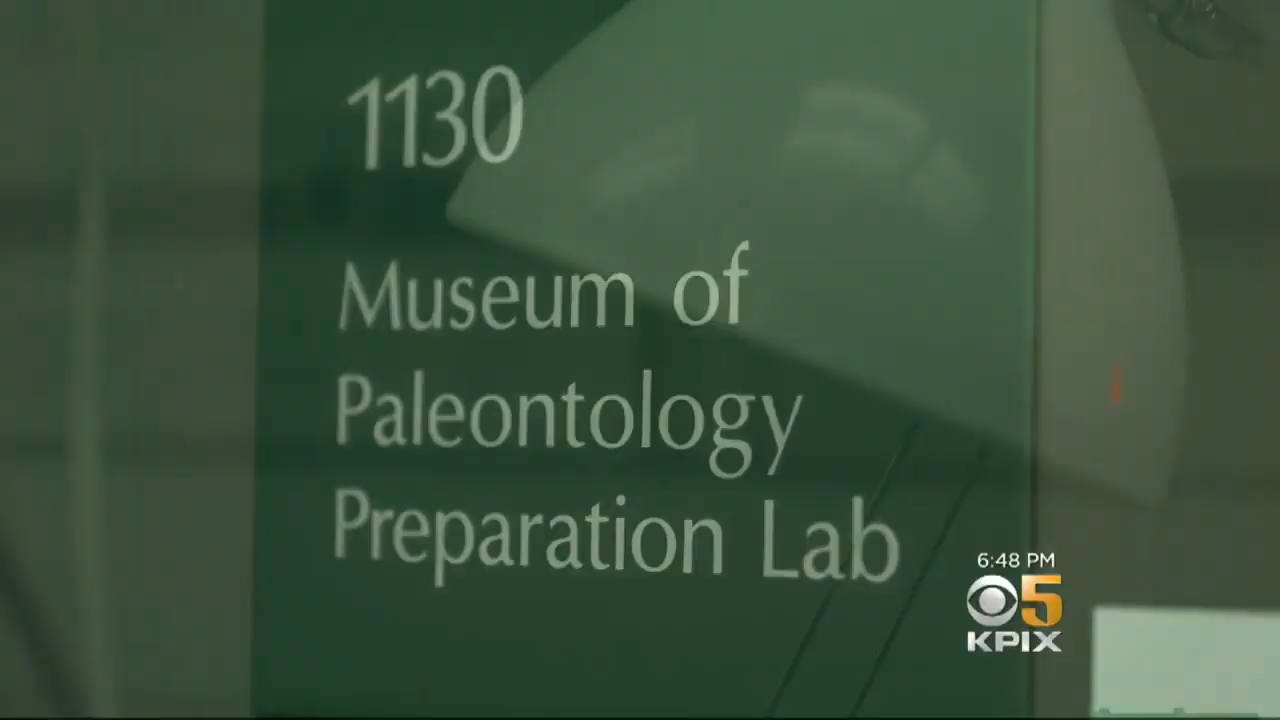 1130
Museum of
Paleontology
Preparation Lab
6:48 PM
5
KPIX